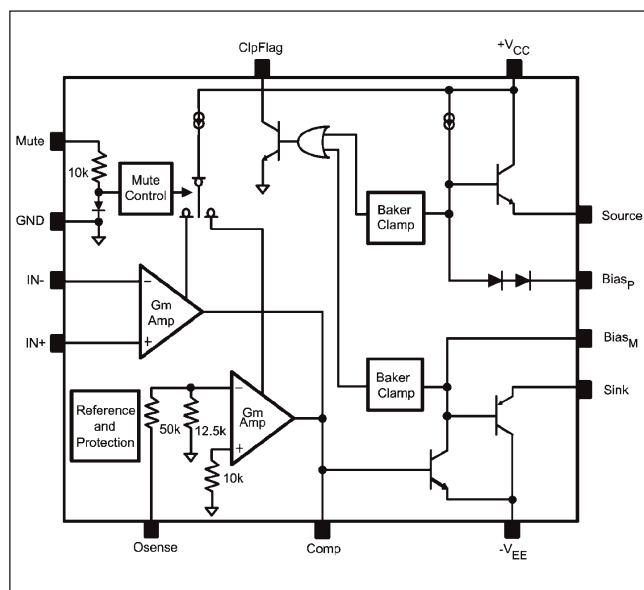 ClpFlag
+VCC
Mute
10k
Mute
Control
Baker
Clamp
GND
Source
IN-
−
Gm
Amp
BiasP
IN+
+
BiasM
Baker
Clamp
Sink
Reference
and
Protection
50k
12.5k
−
Gm
Amp
+
10k
Osense
Comp
-VEE